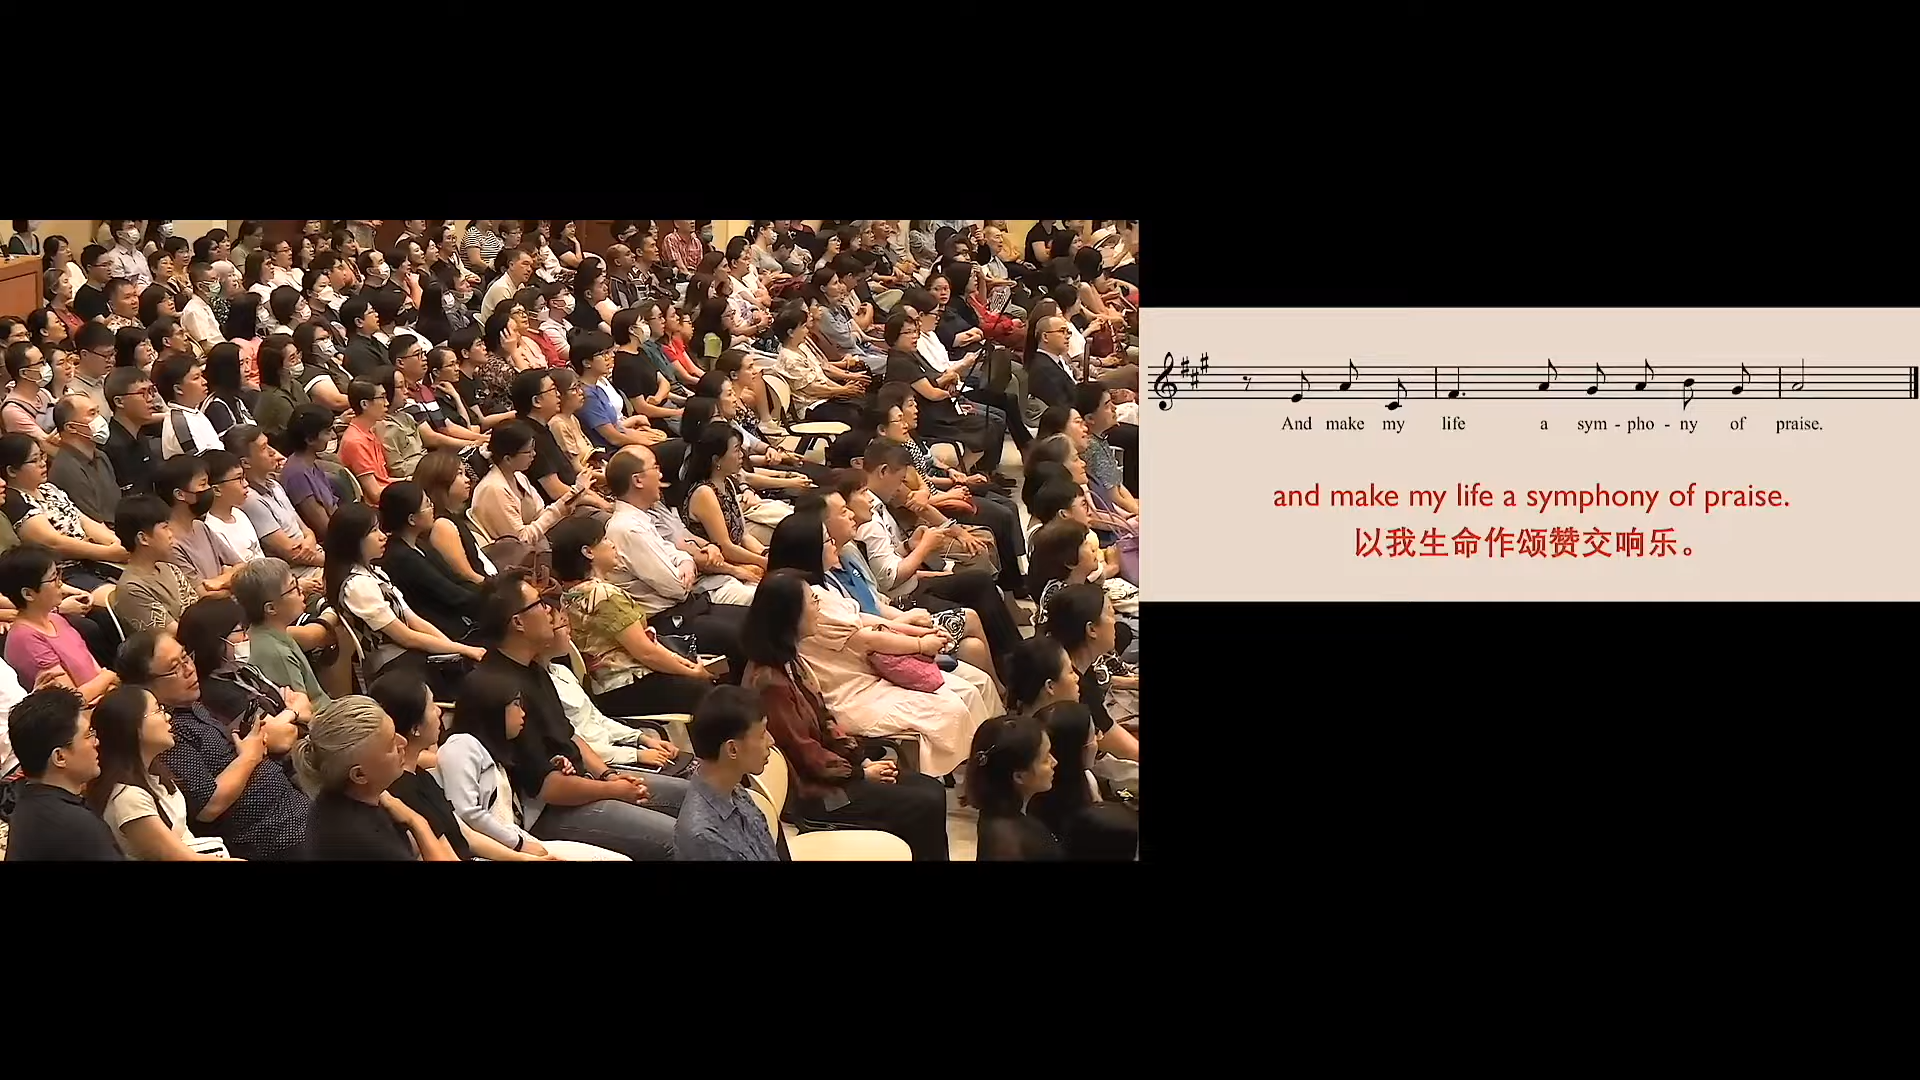 And make my life a sym - pho - ny of praise.
and make my life a symphony of praise.
以我生命作颂赞交响乐。